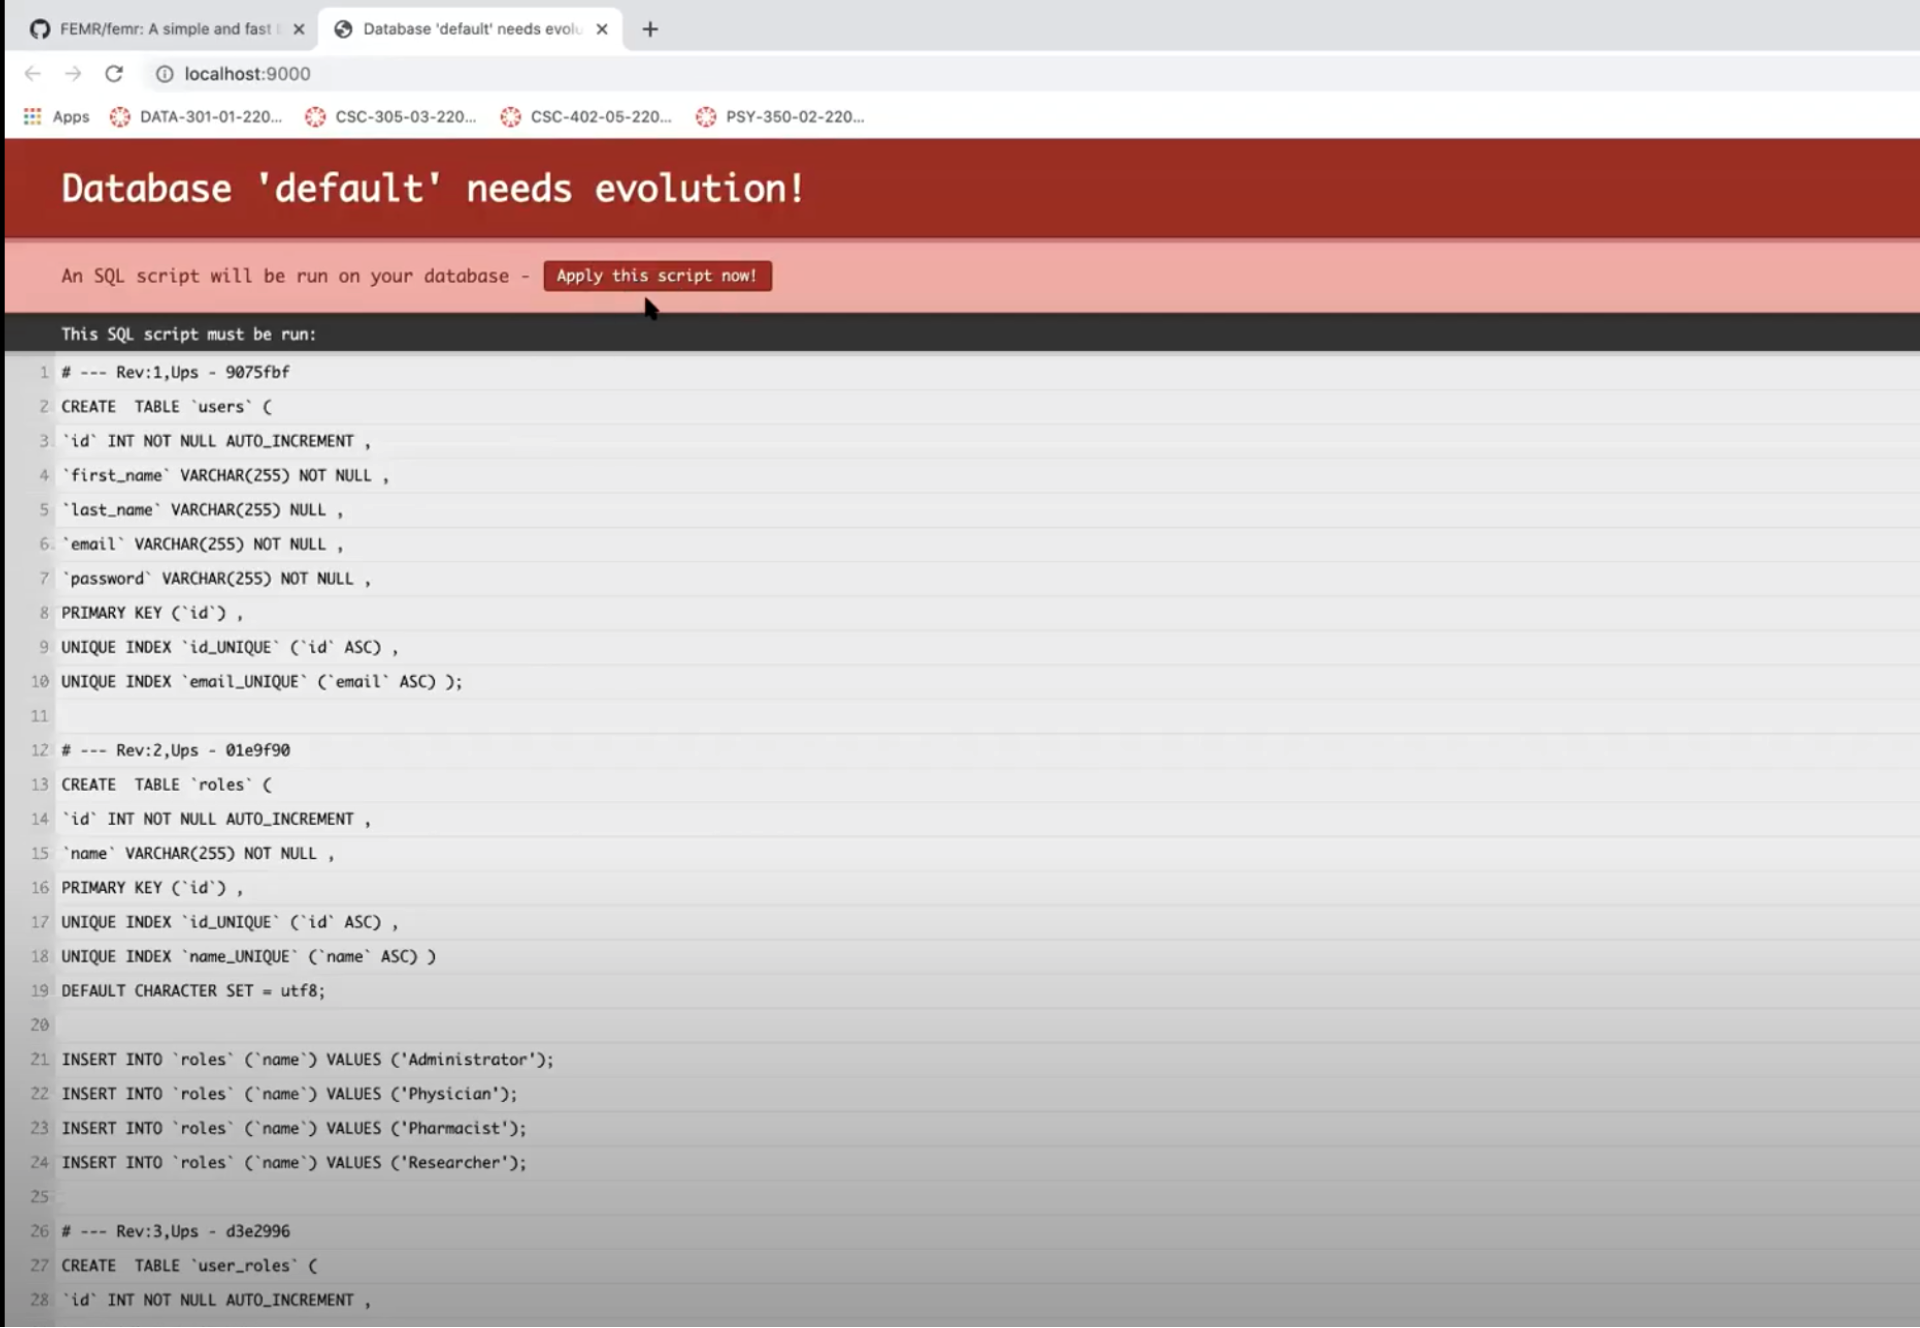 FEMR/femr: A simple and fast
Database 'default' needs evolu
localhost:9000
Apps
DATA-301-01-220...
CSC-305-03-220...
CSC-402-05-220...
PSY-350-02-220...
Database 'default' needs evolution!
An SQL script will be run on your database - Apply this script now!
This SQL script must be run:
1 # --- Rev:1,Ups - 9075fbf
2 CREATE  TABLE `users` (
3 `id` INT NOT NULL AUTO_INCREMENT ,
4 `first_name` VARCHAR(255) NOT NULL ,
5 `last_name` VARCHAR(255) NULL ,
6 `email` VARCHAR(255) NOT NULL ,
7 `password` VARCHAR(255) NOT NULL ,
8 PRIMARY KEY (`id`) ,
9 UNIQUE INDEX `id_UNIQUE` (`id` ASC) ,
10 UNIQUE INDEX `email_UNIQUE` (`email` ASC) );
11
12 # --- Rev:2,Ups - 01e9f90
13 CREATE  TABLE `roles` (
14 `id` INT NOT NULL AUTO_INCREMENT ,
15 `name` VARCHAR(255) NOT NULL ,
16 PRIMARY KEY (`id`) ,
17 UNIQUE INDEX `id_UNIQUE` (`id` ASC) ,
18 UNIQUE INDEX `name_UNIQUE` (`name` ASC) )
19 DEFAULT CHARACTER SET = utf8;
20
21 INSERT INTO `roles` (`name`) VALUES ('Administrator');
22 INSERT INTO `roles` (`name`) VALUES ('Physician');
23 INSERT INTO `roles` (`name`) VALUES ('Pharmacist');
24 INSERT INTO `roles` (`name`) VALUES ('Researcher');
25
26 # --- Rev:3,Ups - d3e2996
27 CREATE  TABLE `user_roles` (
28 `id` INT NOT NULL AUTO_INCREMENT ,